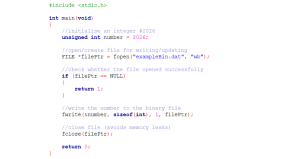 #include <stdio.h>
int main(void)
{
//initialise an integer #2026
unsigned int number = 2026;
//open/create file for writing/updating
FILE *filePtr = fopen("exampleBin.dat", "wb");
//check whether the file opened successfully
if (filePtr == NULL)
{
return 1;
}
//write the number to the binary file
fwrite(&number, sizeof(int), 1, filePtr);
//close file (avoids memory leaks)
fclose(filePtr);
return 0;
}